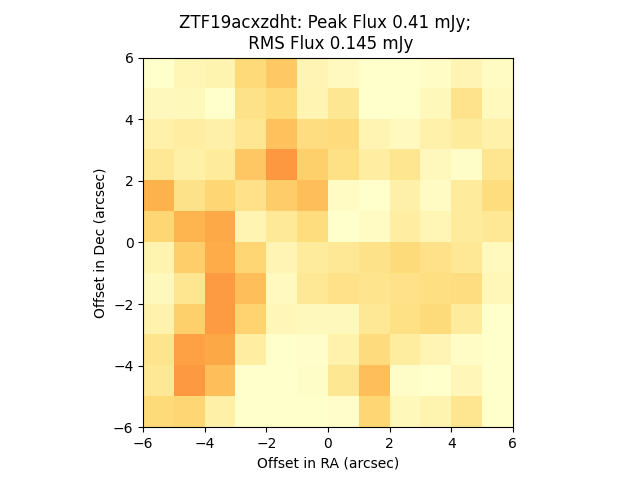 ZTF19acxzdht: Peak Flux 0.41 mJy;
RMS Flux 0.145 mJy
6
4
2
0
−2
−4
−6
Offset in Dec (arcsec)
−6 −4 −2 0 2 4 6
Offset in RA (arcsec)